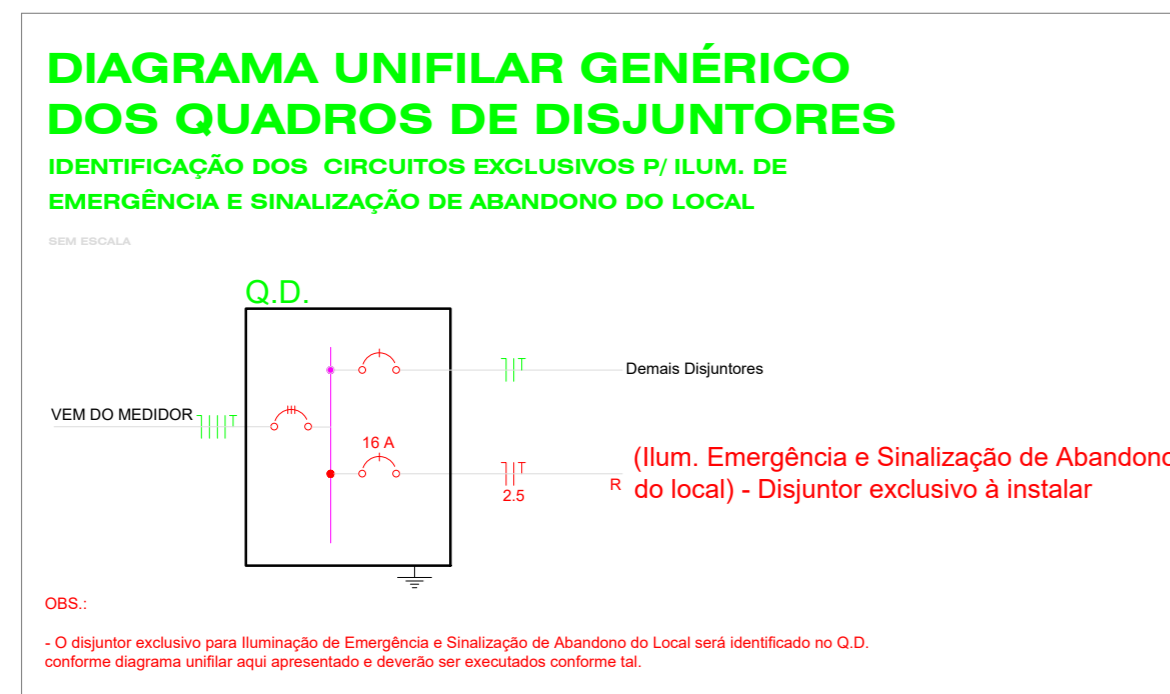 DIAGRAMA UNIFILAR GENÉRICO
DOS QUADROS DE DISJUNTORES
IDENTIFICAÇÃO DOS CIRCUITOS EXCLUSIVOS P/ ILUM. DE
EMERGÊNCIA E SINALIZAÇÃO DE ABANDONO DO LOCAL
SEM ESCALA
Q.D.
T
Demais Disjuntores
VEM DO MEDIDOR
T
16 A
T
2.5
R
(Ilum. Emergência e Sinalização de Abandono
do local) - Disjuntor exclusivo à instalar
OBS.:
- O disjuntor exclusivo para Iluminação de Emergência e Sinalização de Abandono do Local será identificado no Q.D.
conforme diagrama unifilar aqui apresentado e deverão ser executados conforme tal.